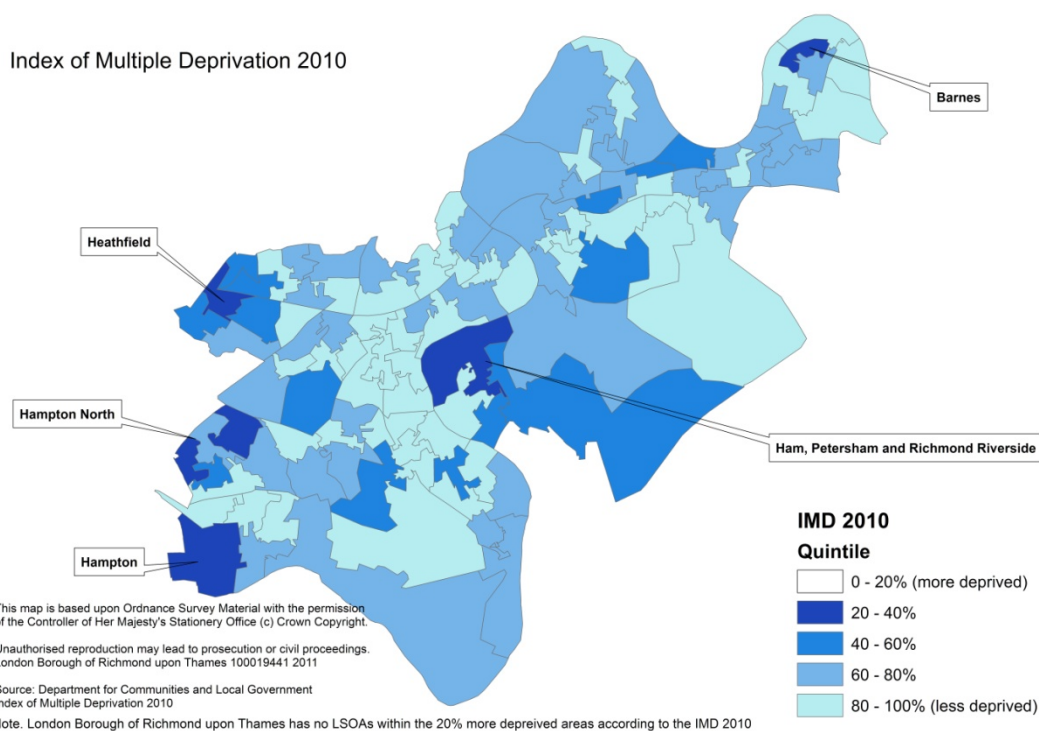 Index of Multiple Deprivation 2010
Barnes
Heathfield
Hampton North
Ham, Petersham and Richmond Riverside
Hampton
IMD 2010
Quintile
0 - 20% (more deprived)
20 - 40%
40 - 60%
60 - 80%
80 - 100% (less deprived)
This map is based upon Ordnance Survey Material with the permission
of the Controller of Her Majesty's Stationery Office (c) Crown Copyright.
Unauthorised reproduction may lead to prosecution or civil proceedings.
London Borough of Richmond upon Thames 100019441 2011
Source: Department for Communities and Local Government
Index of Multiple Deprivation 2010
Note. London Borough of Richmond upon Thames has no LSOAs within the 20% more depreived areas according to the IMD 2010